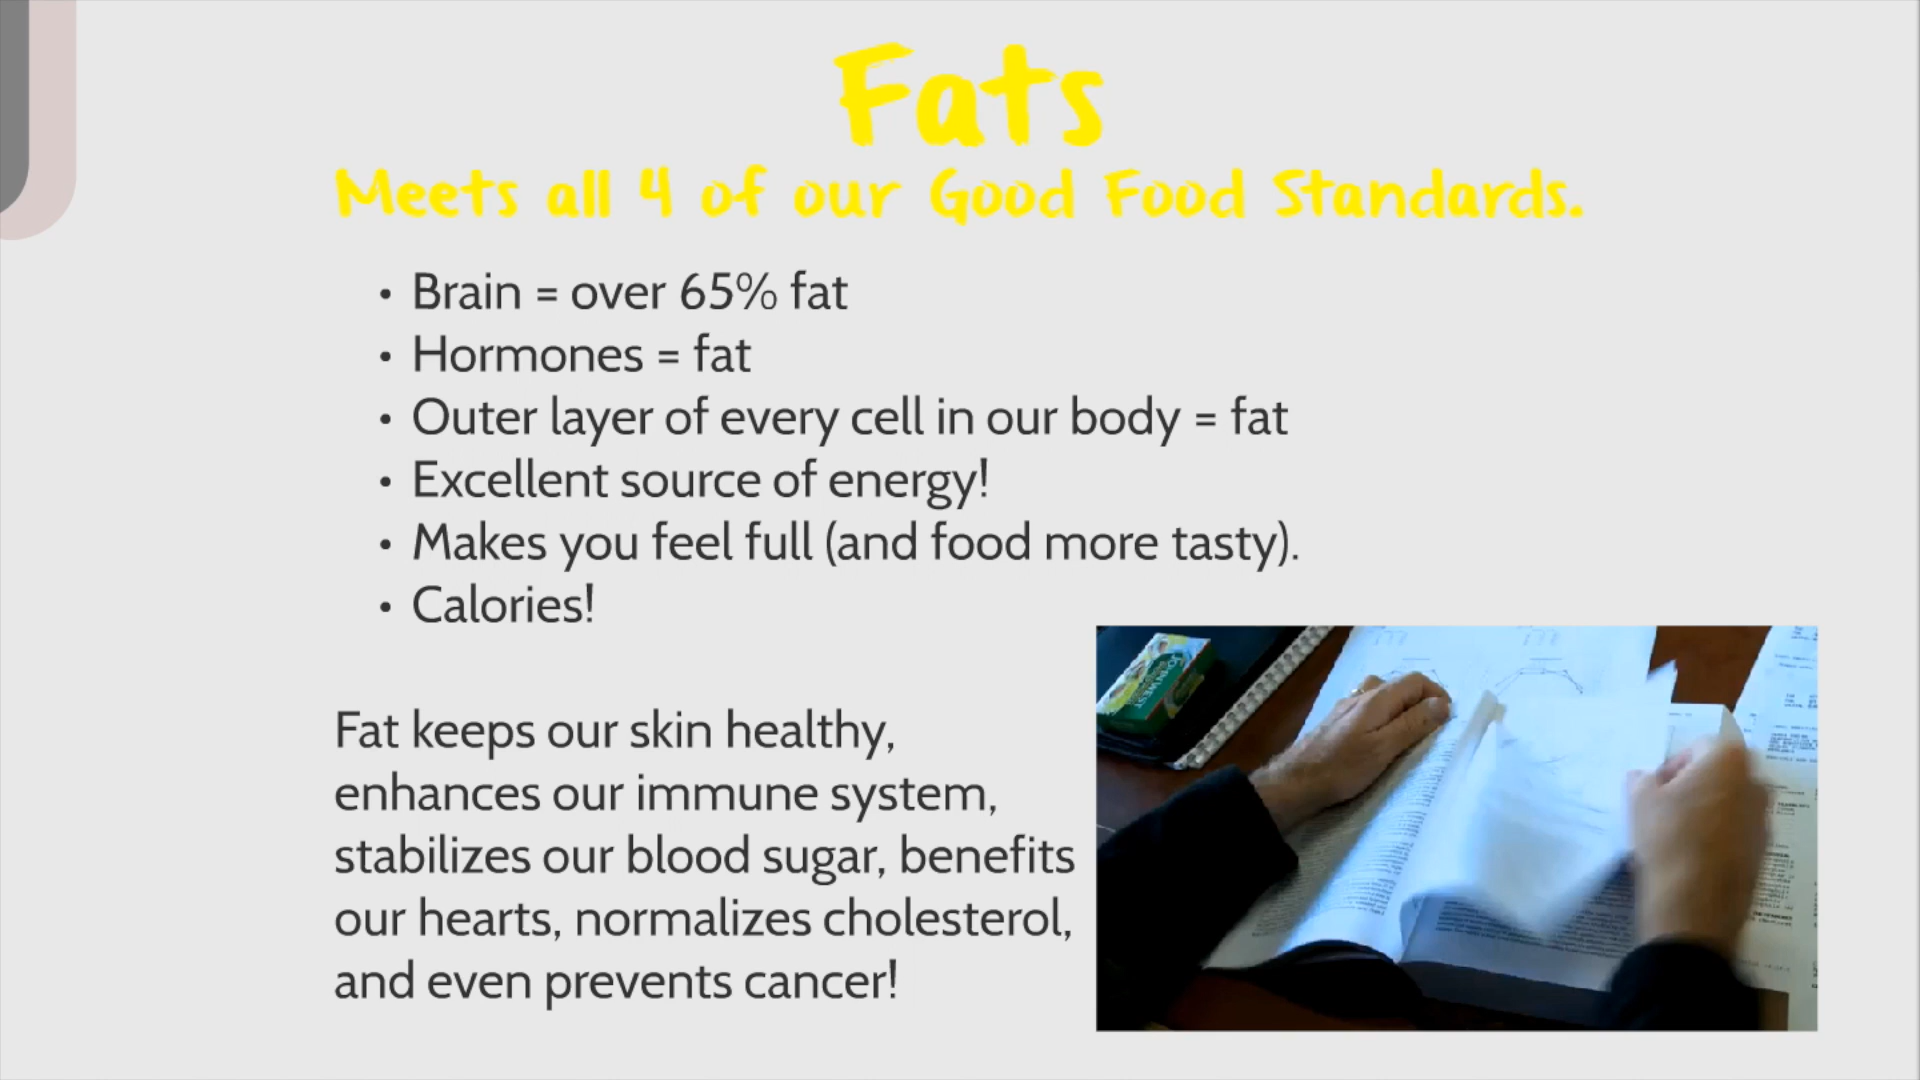 Fats
Meets all 4 of our Good Food Standards.
• Brain = over 65% fat
• Hormones = fat
• Outer layer of every cell in our body = fat
• Excellent source of energy!
• Makes you feel full (and food more tasty).
• Calories!
Fat keeps our skin healthy,
enhances our immune system,
stabilizes our blood sugar, benefits
our hearts, normalizes cholesterol,
and even prevents cancer!
JOHN WEST